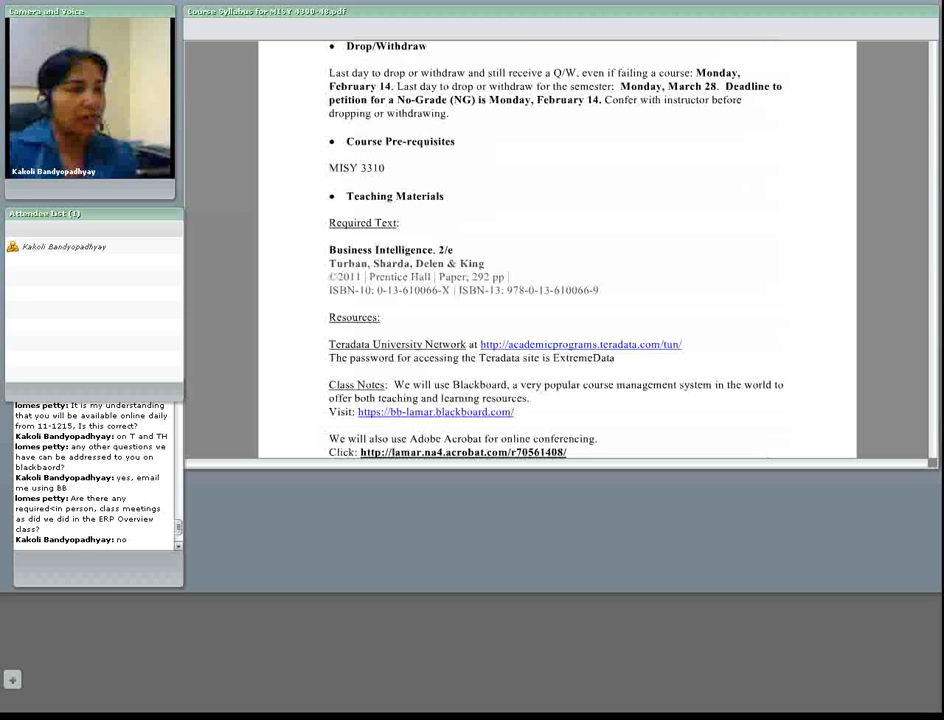 Camera and Voice
Kakoli Bandyopadhyay
Attendee List (1)
Kakoli Bandyopadhyay
lomes petty: It is my understanding
that you will be available online daily
from 11-1215, Is this correct?
Kakoli Bandyopadhyay: on T and TH
lomes petty: any other questions we
have can be addressed to you on
blackbaord?
Kakoli Bandyopadhyay: yes, email
me using BB
lomes petty: Are there any
required<in person, class meetings
as did we did in the ERP Overview
class?
Kakoli Bandyopadhyay: no
Course Syllabus for MISY 4300-48.pdf
• Drop/Withdraw
Last day to drop or withdraw and still receive a Q/W, even if failing a course: Monday,
February 14. Last day to drop or withdraw for the semester: Monday, March 28. Deadline to
petition for a No-Grade (NG) is Monday, February 14. Confer with instructor before
dropping or withdrawing.
• Course Pre-requisites
MISY 3310
• Teaching Materials
Required Text:
Business Intelligence, 2/e
Turban, Sharda, Delen & King
©2011 | Prentice Hall | Paper; 292 pp |
ISBN-10: 0-13-610066-X | ISBN-13: 978-0-13-610066-9
Resources:
Teradata University Network at http://academicprograms.teradata.com/tun/
The password for accessing the Teradata site is ExtremeData
Class Notes: We will use Blackboard, a very popular course management system in the world to
offer both teaching and learning resources.
Visit: https://bb-lamar.blackboard.com/
We will also use Adobe Acrobat for online conferencing.
Click: http://lamar.na4.acrobat.com/r70561408/